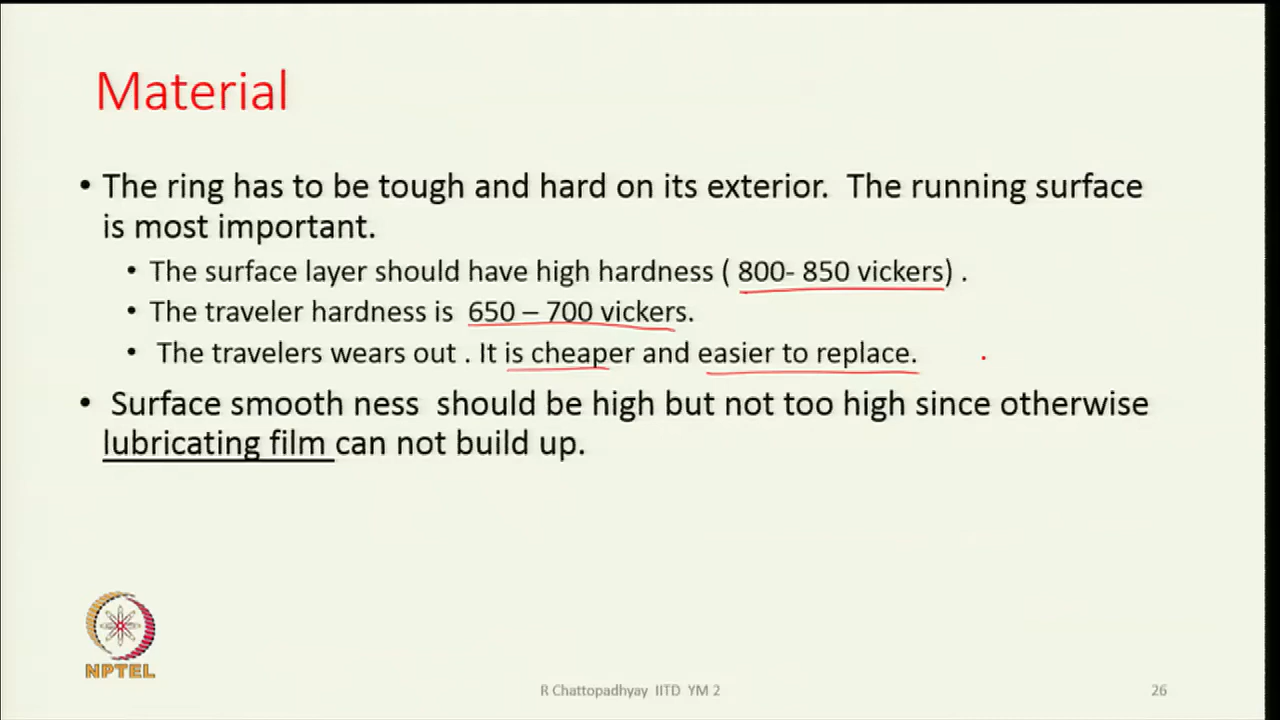 Material
• The ring has to be tough and hard on its exterior. The running surface
is most important.
• The surface layer should have high hardness ( 800- 850 vickers) .
• The traveler hardness is 650 – 700 vickers.
• The travelers wears out . It is cheaper and easier to replace.
• Surface smooth ness should be high but not too high since otherwise
lubricating film can not build up.
NPTEL
R Chattopadhyay IITD YM 2
26